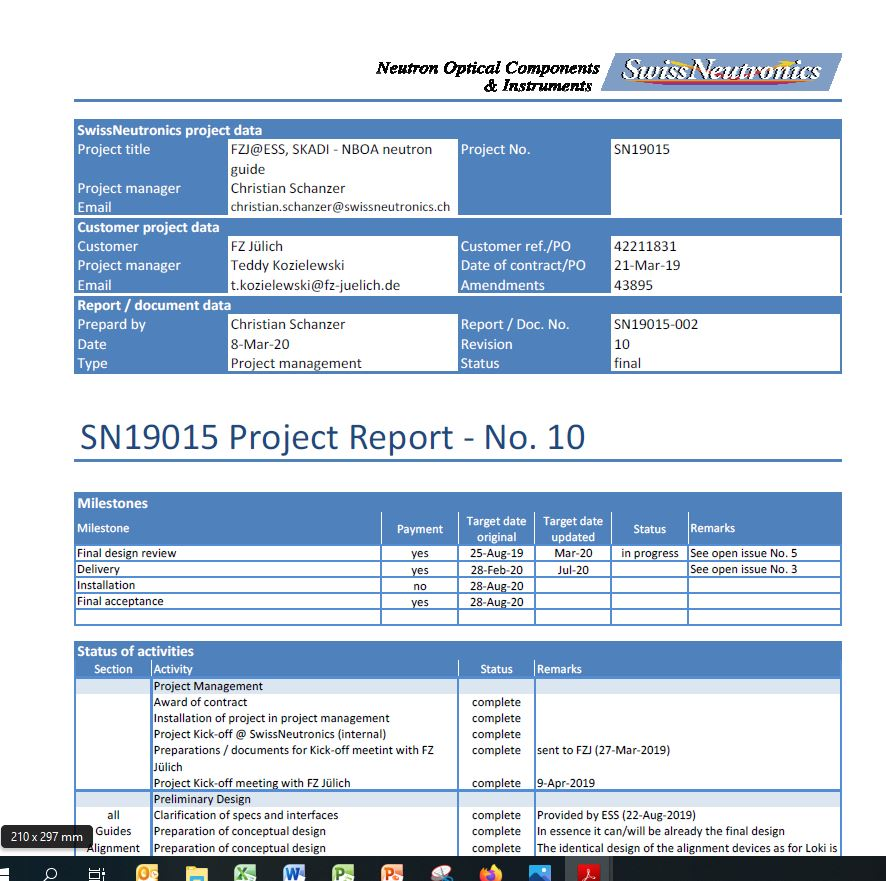 Neutron Optical Components
& Instruments
SwissNeutronics
SwissNeutronics project data
Project title FZJ@ESS, SKADI - NBOA neutron Project No. SN19015
guide
Project manager Christian Schanzer
Email christian.schanzer@swissneutronics.ch
Customer project data
Customer FZ Jülich Customer ref./PO 42211831
Project manager Teddy Kozielewski Date of contract/PO 21-Mar-19
Email t.kozielewski@fz-juelich.de Amendments 43895
Report / document data
Prepard by Christian Schanzer Report / Doc. No. SN19015-002
Date 8-Mar-20 Revision 10
Type Project management Status final
SN19015 Project Report - No. 10
Milestones
Milestone Payment Target date original Target date updated Status Remarks
Final design review yes 25-Aug-19 Mar-20 in progress See open issue No. 5
Delivery yes 28-Feb-20 Jul-20 See open issue No. 3
Installation no 28-Aug-20
Final acceptance yes 28-Aug-20
Status of activities
Section Activity Status Remarks
Project Management
Award of contract complete
Installation of project in project management complete
Project Kick-off @ SwissNeutronics (internal) complete
Preparations / documents for Kick-off meetint with FZ complete sent to FZJ (27-Mar-2019)
Jülich
Project Kick-off meeting with FZ Jülich complete 9-Apr-2019
Preliminary Design
all Clarification of specs and interfaces complete Provided by ESS (22-Aug-2019)
Guides Preparation of conceptual design complete In essence it can/will be already the final design
Alignment Preparation of conceptual design complete The identical design of the alignment devices as for Loki is
210 x 297 mm